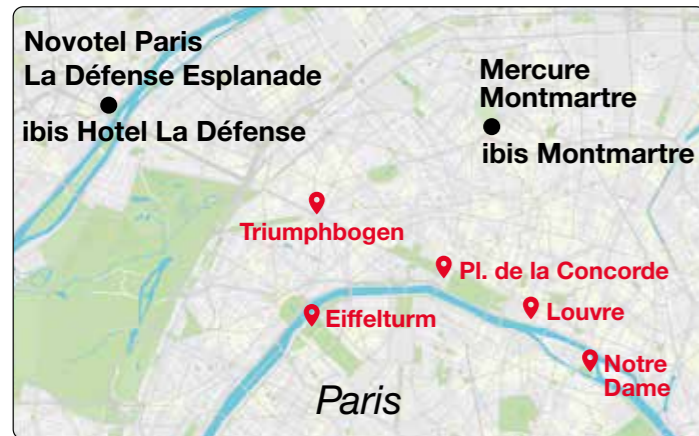 Novotel Paris
La Défense Esplanade
ibis Hotel La Défense
Mercure
Montmartre
ibis Montmartre
Triumphbogen
Pl. de la Concorde
Eiffelturm
Louvre
Notre
Dame
Paris